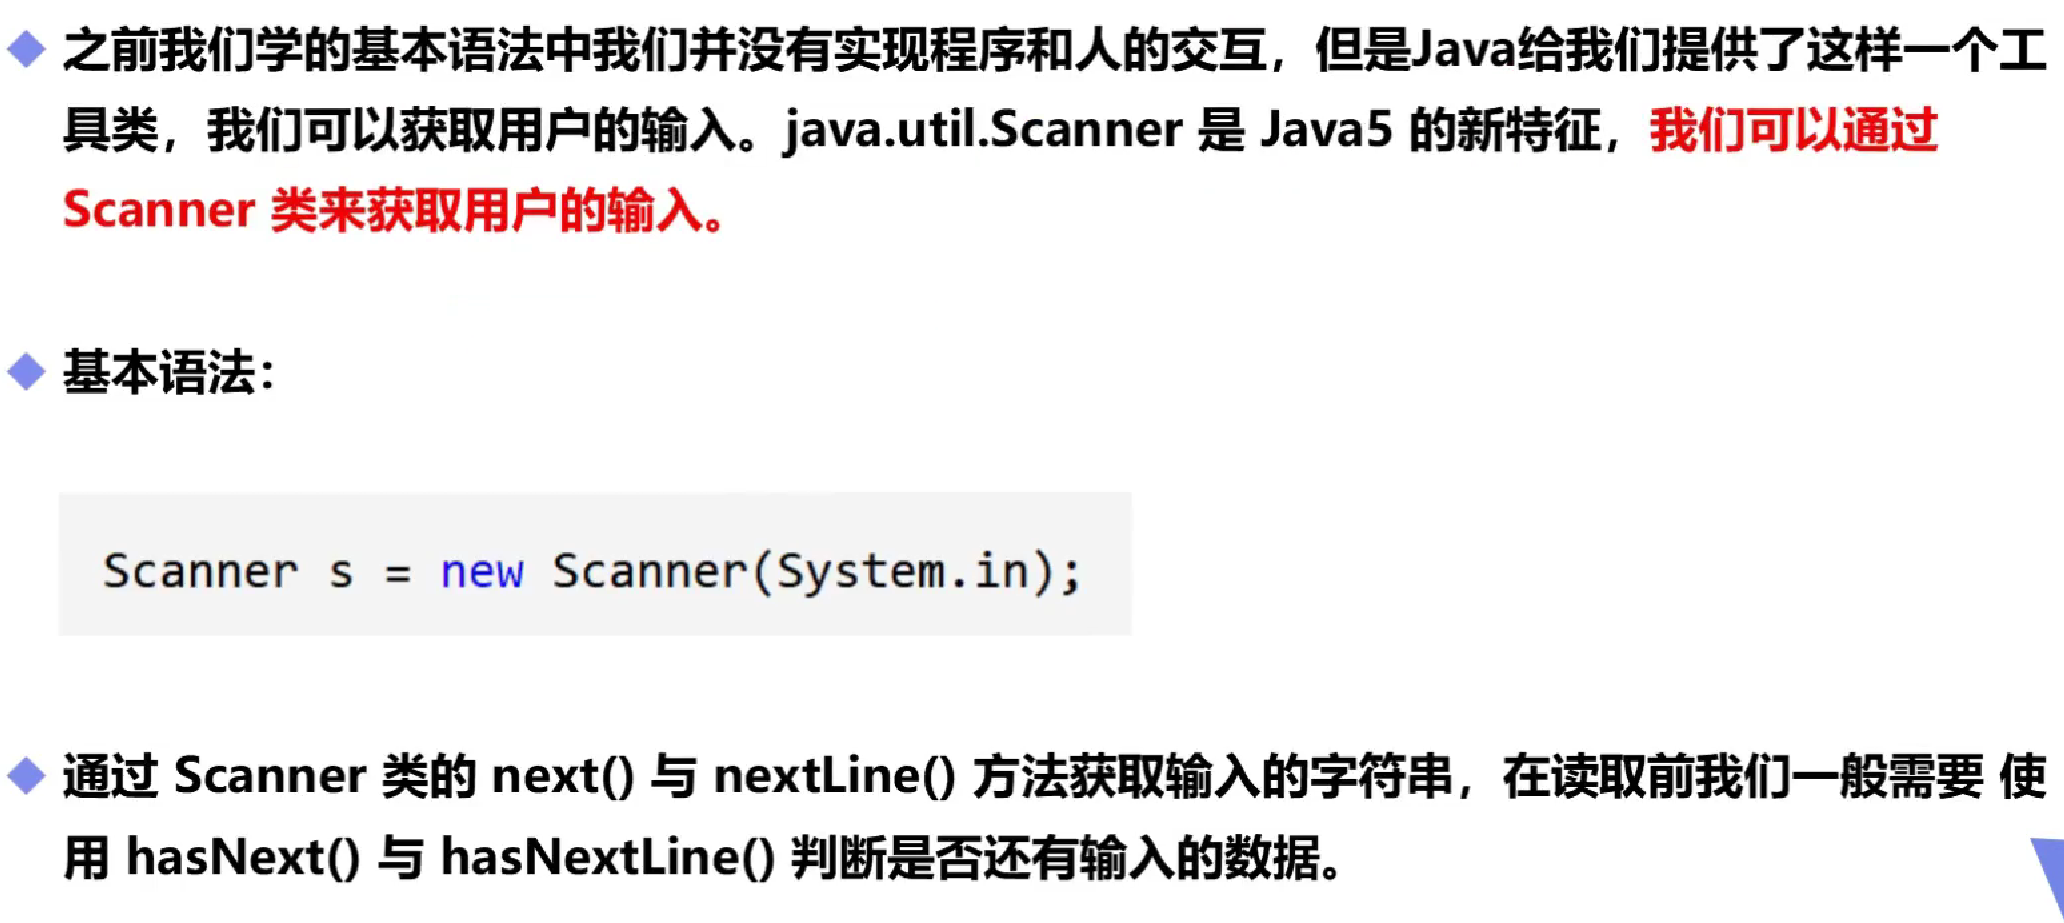 之前我们学的基本语法中我们并没有实现程序和人的交互，但是Java给我们提供了这样一个工
具类，我们可以获取用户的输入。java.util.Scanner 是 Java5 的新特征，我们可以通过
Scanner 类来获取用户的输入。
基本语法：
Scanner s = new Scanner(System.in);
通过 Scanner 类的 next() 与 nextLine() 方法获取输入的字符串，在读取前我们一般需要 使
用 hasNext() 与 hasNextLine() 判断是否还有输入的数据。